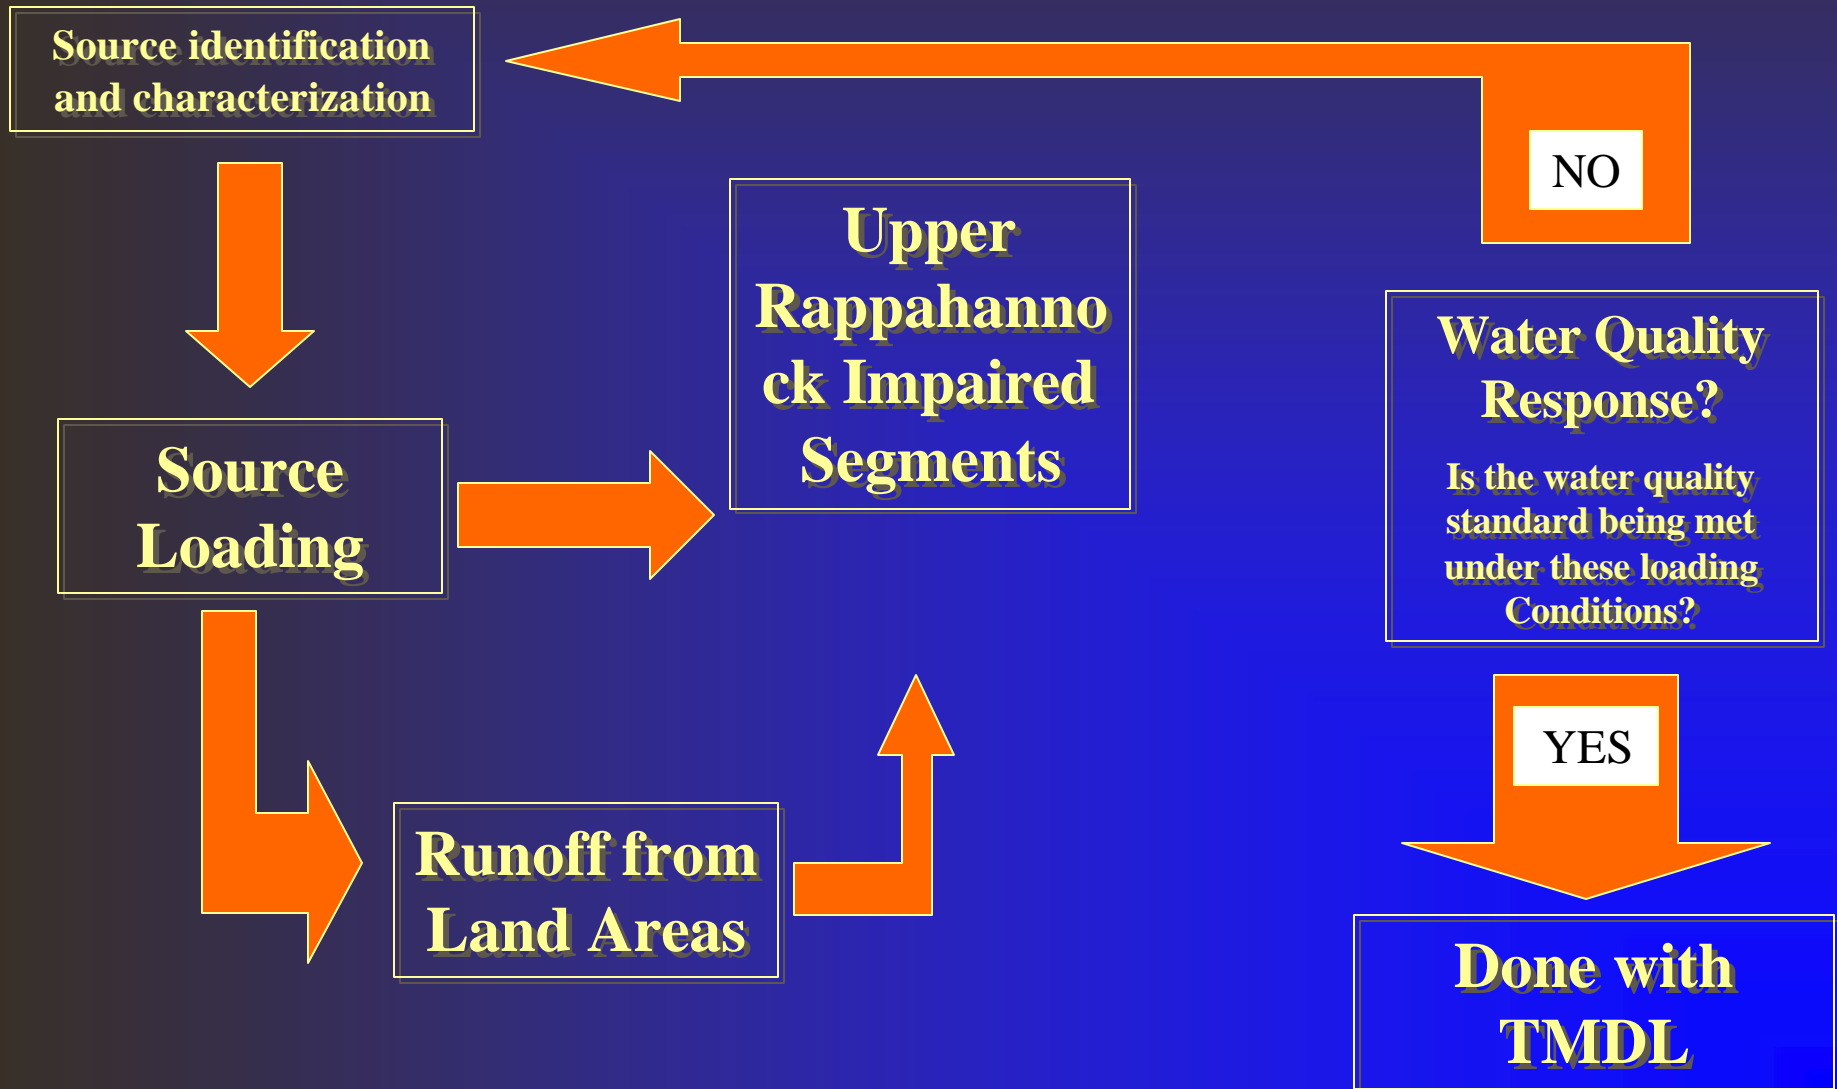 Source identification
and characterization
NO
Upper
Rappahanno
ck Impaired
Segments
Water Quality
Response?
Is the water quality
standard being met
under these loading
Conditions?
Source
Loading
YES
Runoff from
Land Areas
Done with
TMDL